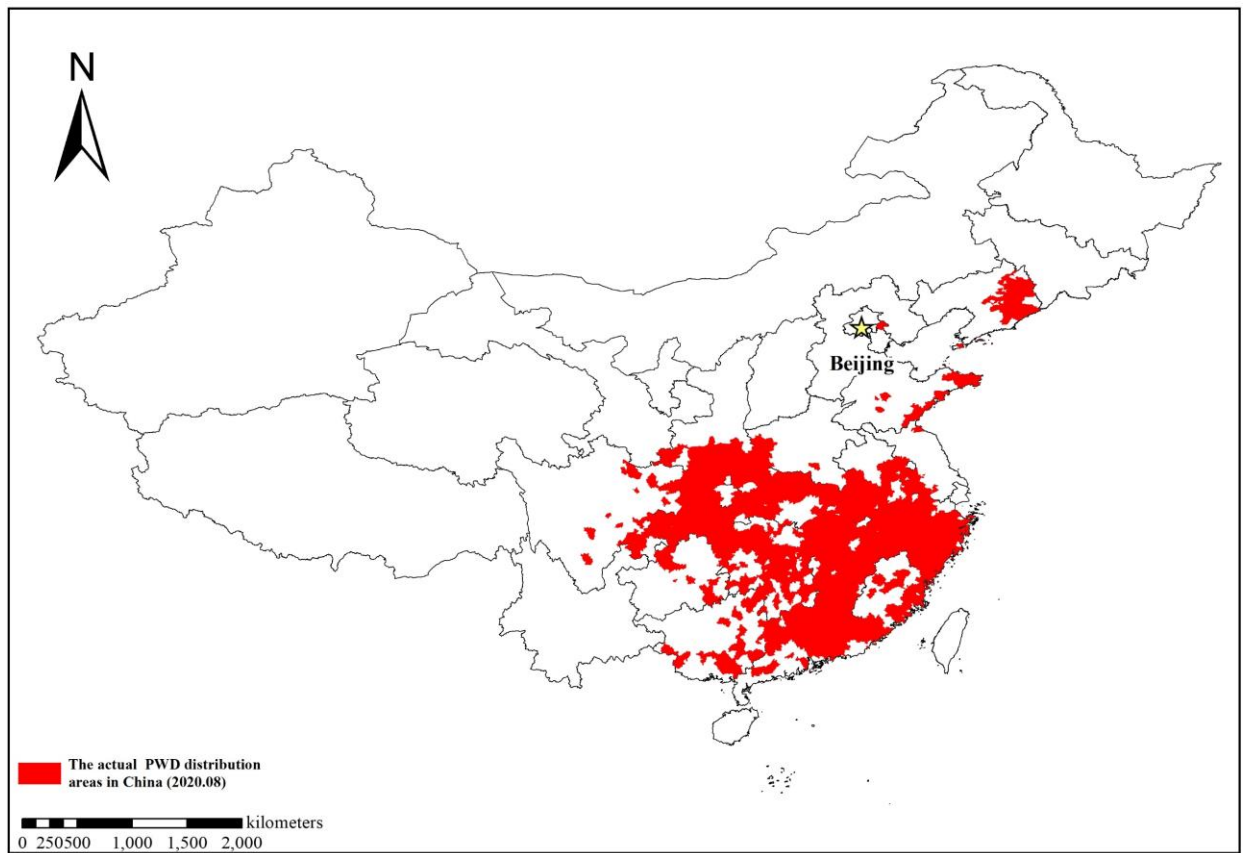 N
Beijing
The actual PWD distribution
areas in China (2020.08)
kilometers
0 250500 1,000 1,500 2,000